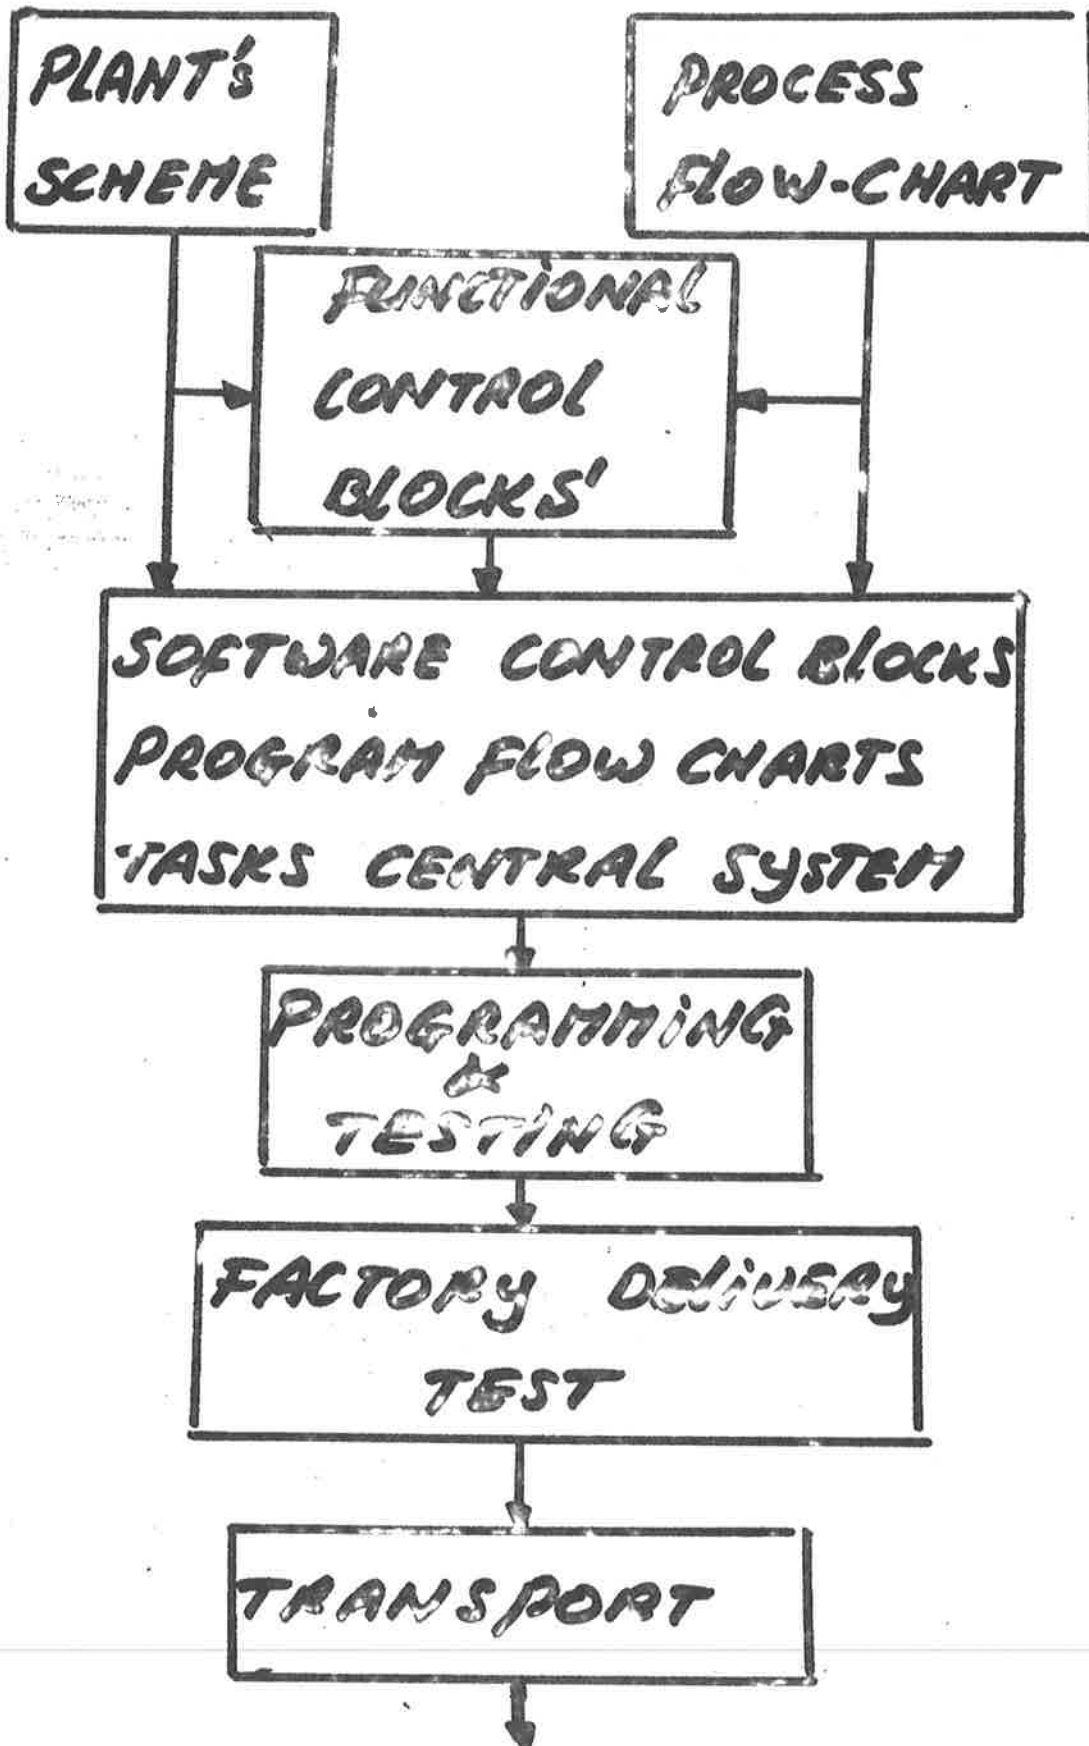 PLANT's
SCHEME
PROCESS
FLOW-CHART
FUNCTIONAL
CONTROL
BLOCKS'
SOFTWARE CONTROL BLOCKS
PROGRAM FLOW CHARTS
TASKS CENTRAL SYSTEM
PROGRAMMING
&
TESTING
FACTORY DELIVERY
TEST
TRANSPORT